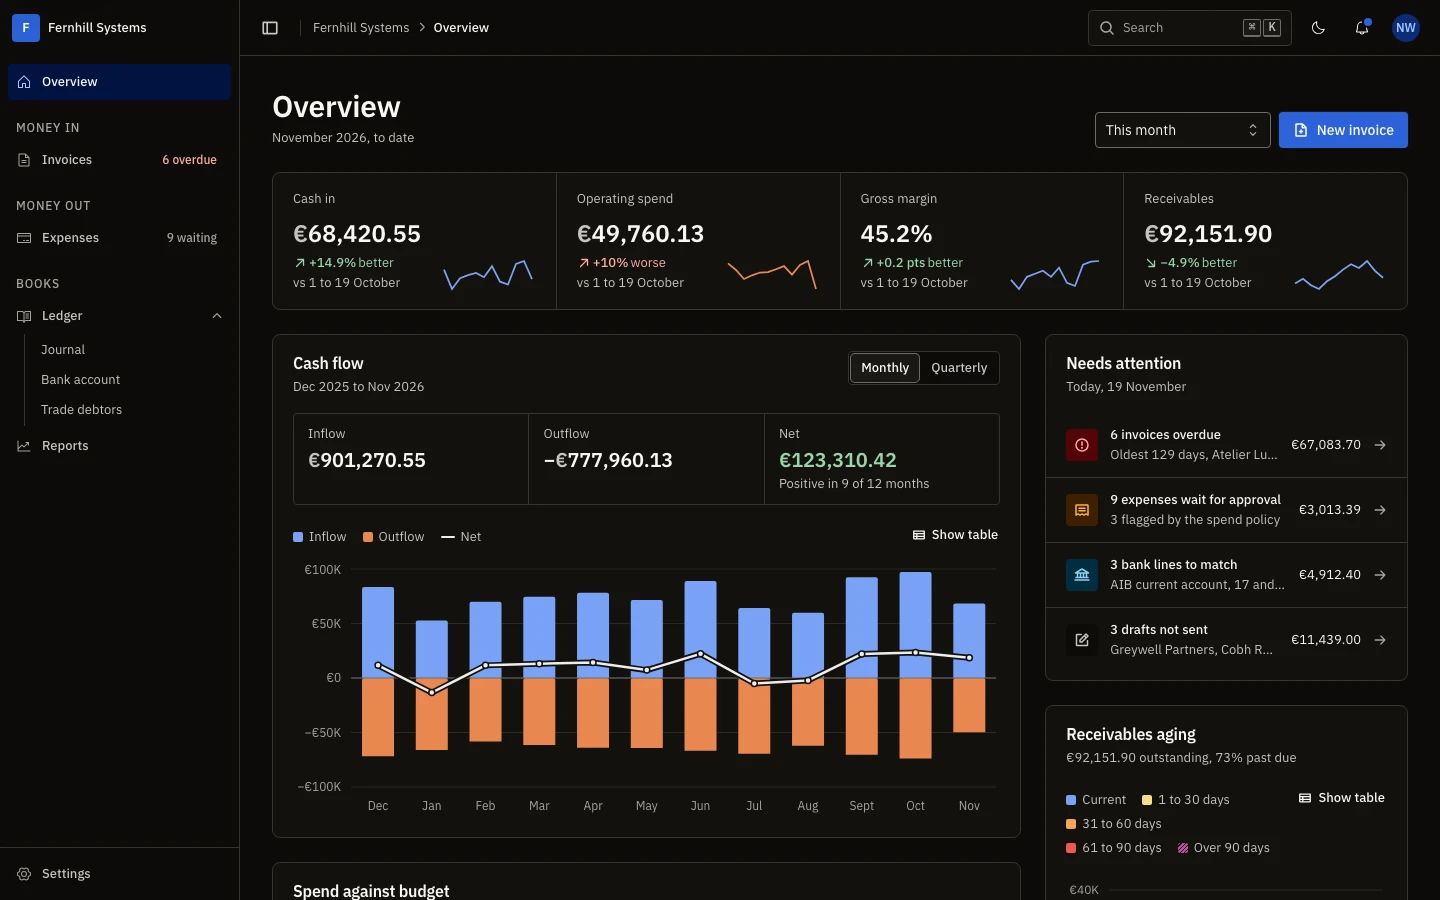 F Fernhill Systems
Overview
MONEY IN
Invoices 6 overdue
MONEY OUT
Expenses 9 waiting
BOOKS
Ledger
Journal
Bank account
Trade debtors
Reports
Settings
Fernhill Systems > Overview
Search ⌘ K
NW
Overview
November 2026, to date
This month
New invoice
Cash in
€68,420.55
+14.9% better
vs 1 to 19 October
Operating spend
€49,760.13
+10% worse
vs 1 to 19 October
Gross margin
45.2%
+0.2 pts better
vs 1 to 19 October
Receivables
€92,151.90
−4.9% better
vs 1 to 19 October
Cash flow
Dec 2025 to Nov 2026
Monthly Quarterly
Inflow
€901,270.55
Outflow
−€777,960.13
Net
€123,310.42
Positive in 9 of 12 months
Inflow Outflow Net
Show table
€100K
€50K
€0
−€50K
−€100K
Dec Jan Feb Mar Apr May Jun Jul Aug Sept Oct Nov
Spend against budget
Needs attention
Today, 19 November
6 invoices overdue
Oldest 129 days, Atelier Lu...
€67,083.70
9 expenses wait for approval
3 flagged by the spend policy
€3,013.39
3 bank lines to match
AIB current account, 17 and...
€4,912.40
3 drafts not sent
Greywell Partners, Cobh R...
€11,439.00
Receivables aging
€92,151.90 outstanding, 73% past due
Current 1 to 30 days
31 to 60 days
61 to 90 days Over 90 days
Show table
€40K